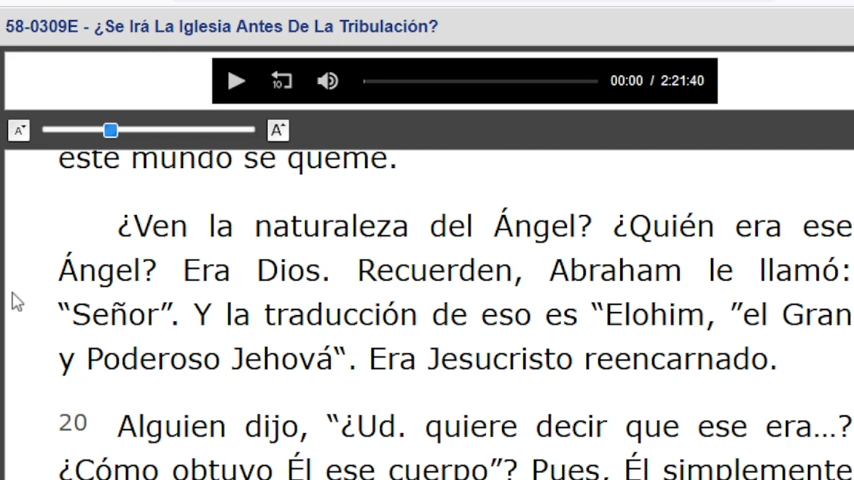 58-0309E - ¿Se Irá La Iglesia Antes De La Tribulación?
10
00:00 / 2:21:40
A A
este mundo se queme.
¿Ven la naturaleza del Ángel? ¿Quién era ese
Ángel? Era Dios. Recuerden, Abraham le llamó:
“Señor”. Y la traducción de eso es “Elohim, ”el Gran
y Poderoso Jehová“. Era Jesucristo reencarnado.
20 Alguien dijo, “¿Ud. quiere decir que ese era…?
¿Cómo obtuvo Él ese cuerpo”? Pues, Él simplemente